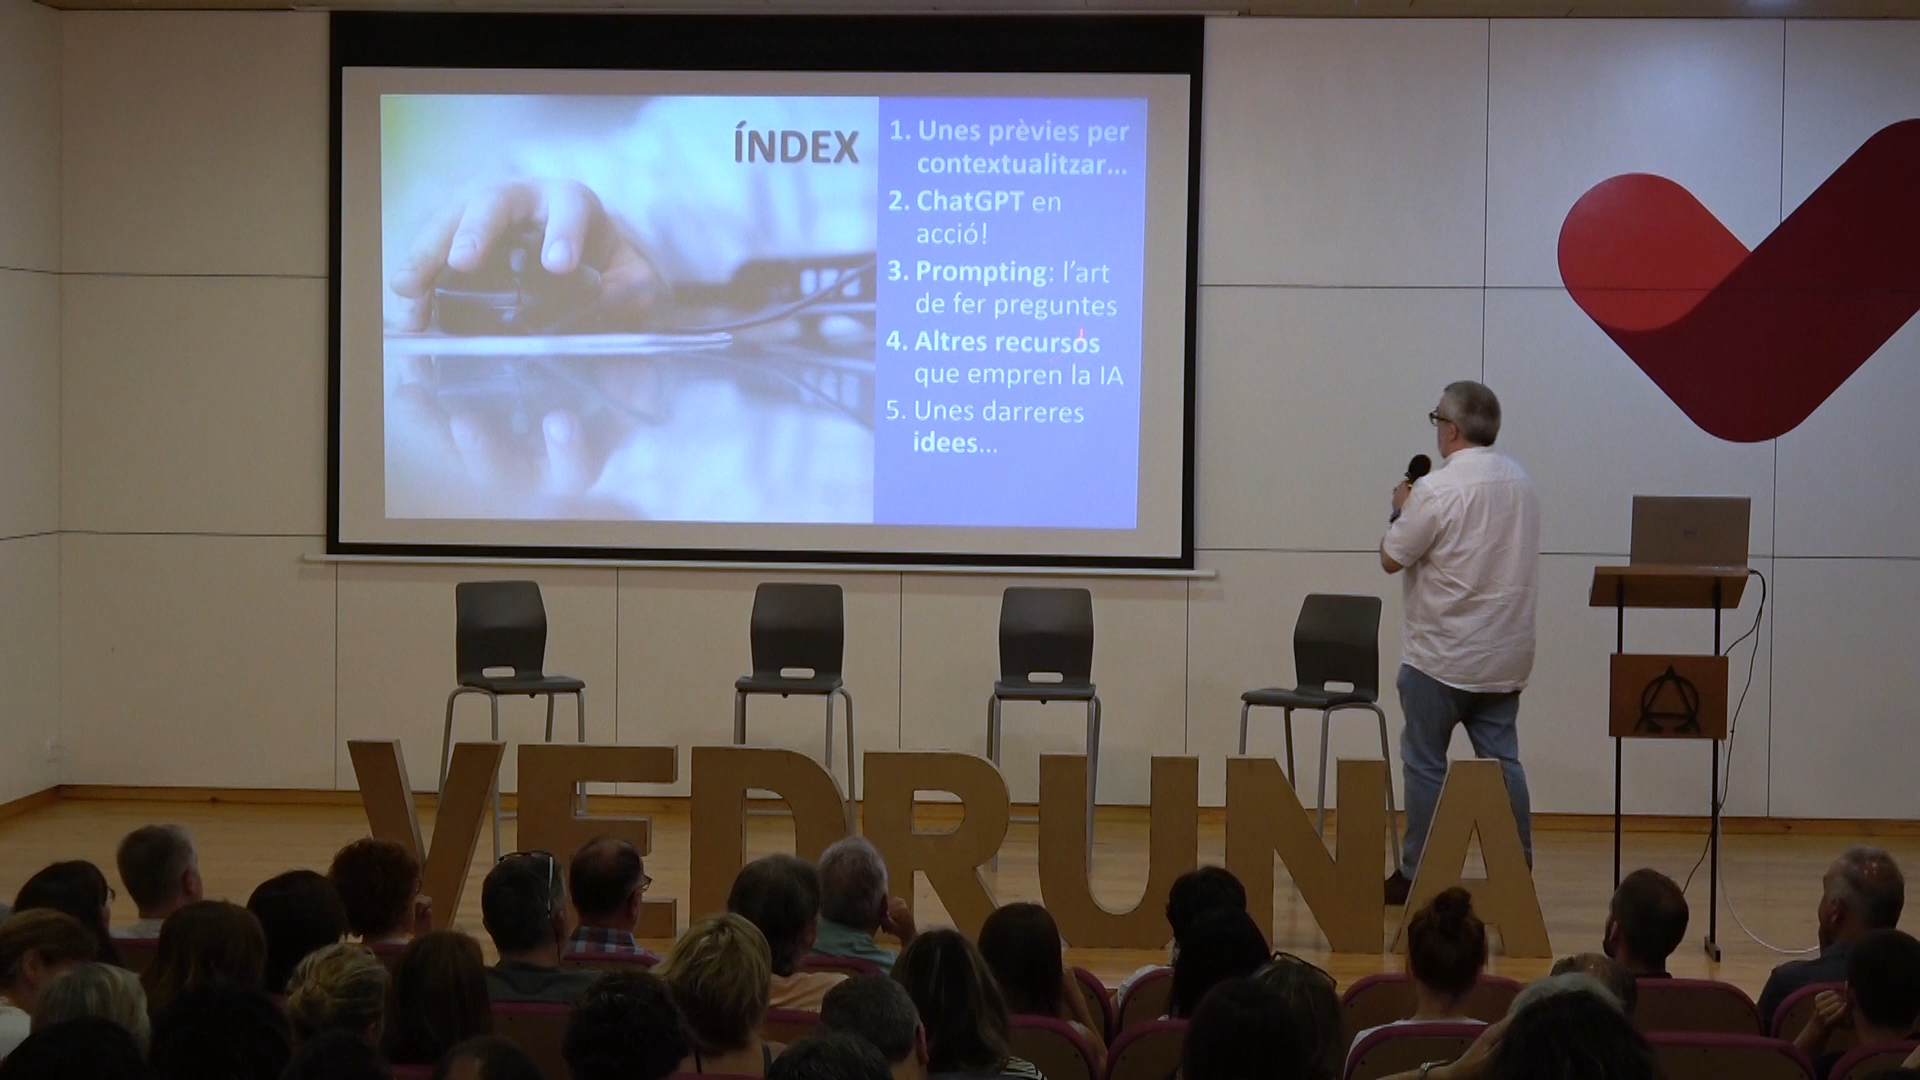 ÍNDEX
1. Unes prèvies per
contextualitzar...
2. ChatGPT en
acció!
3. Prompting: l'art
de fer preguntes
4. Altres recursos
que empren la IA
5. Unes darreres
idees...
VEDRUNA